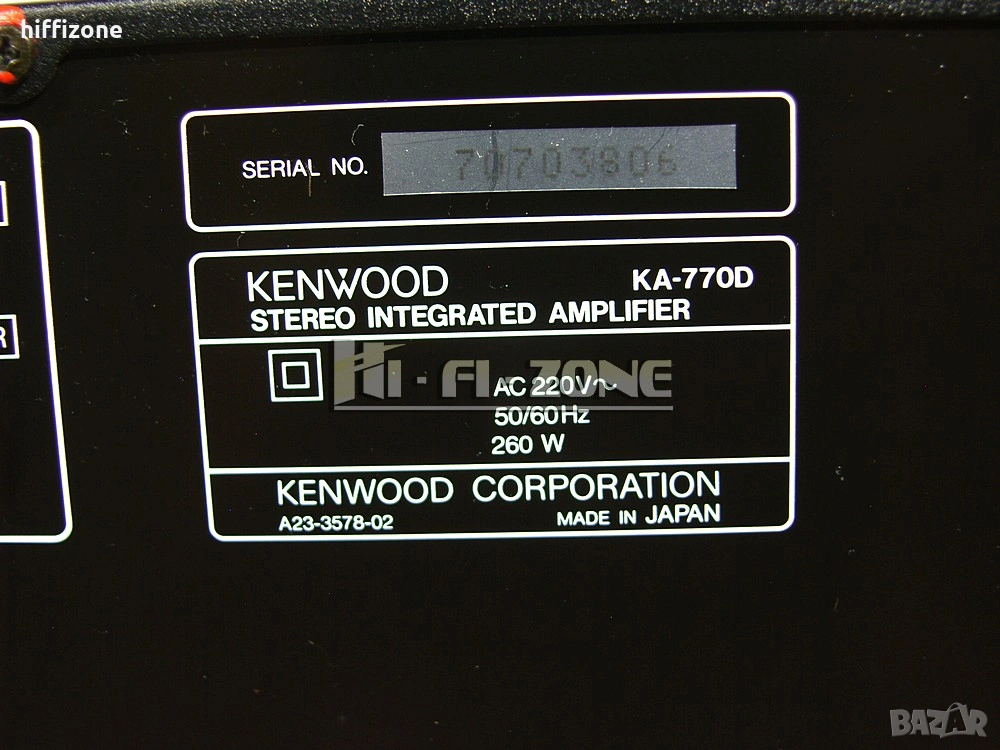 hiffizone
SERIAL NO. 70703806
KENWOOD KA-770D
STEREO INTEGRATED AMPLIFIER
Hi-Fi-ZONE
AC 220V~
50/60Hz
260 W
KENWOOD CORPORATION
A23-3578-02 MADE IN JAPAN
R
BAZAR